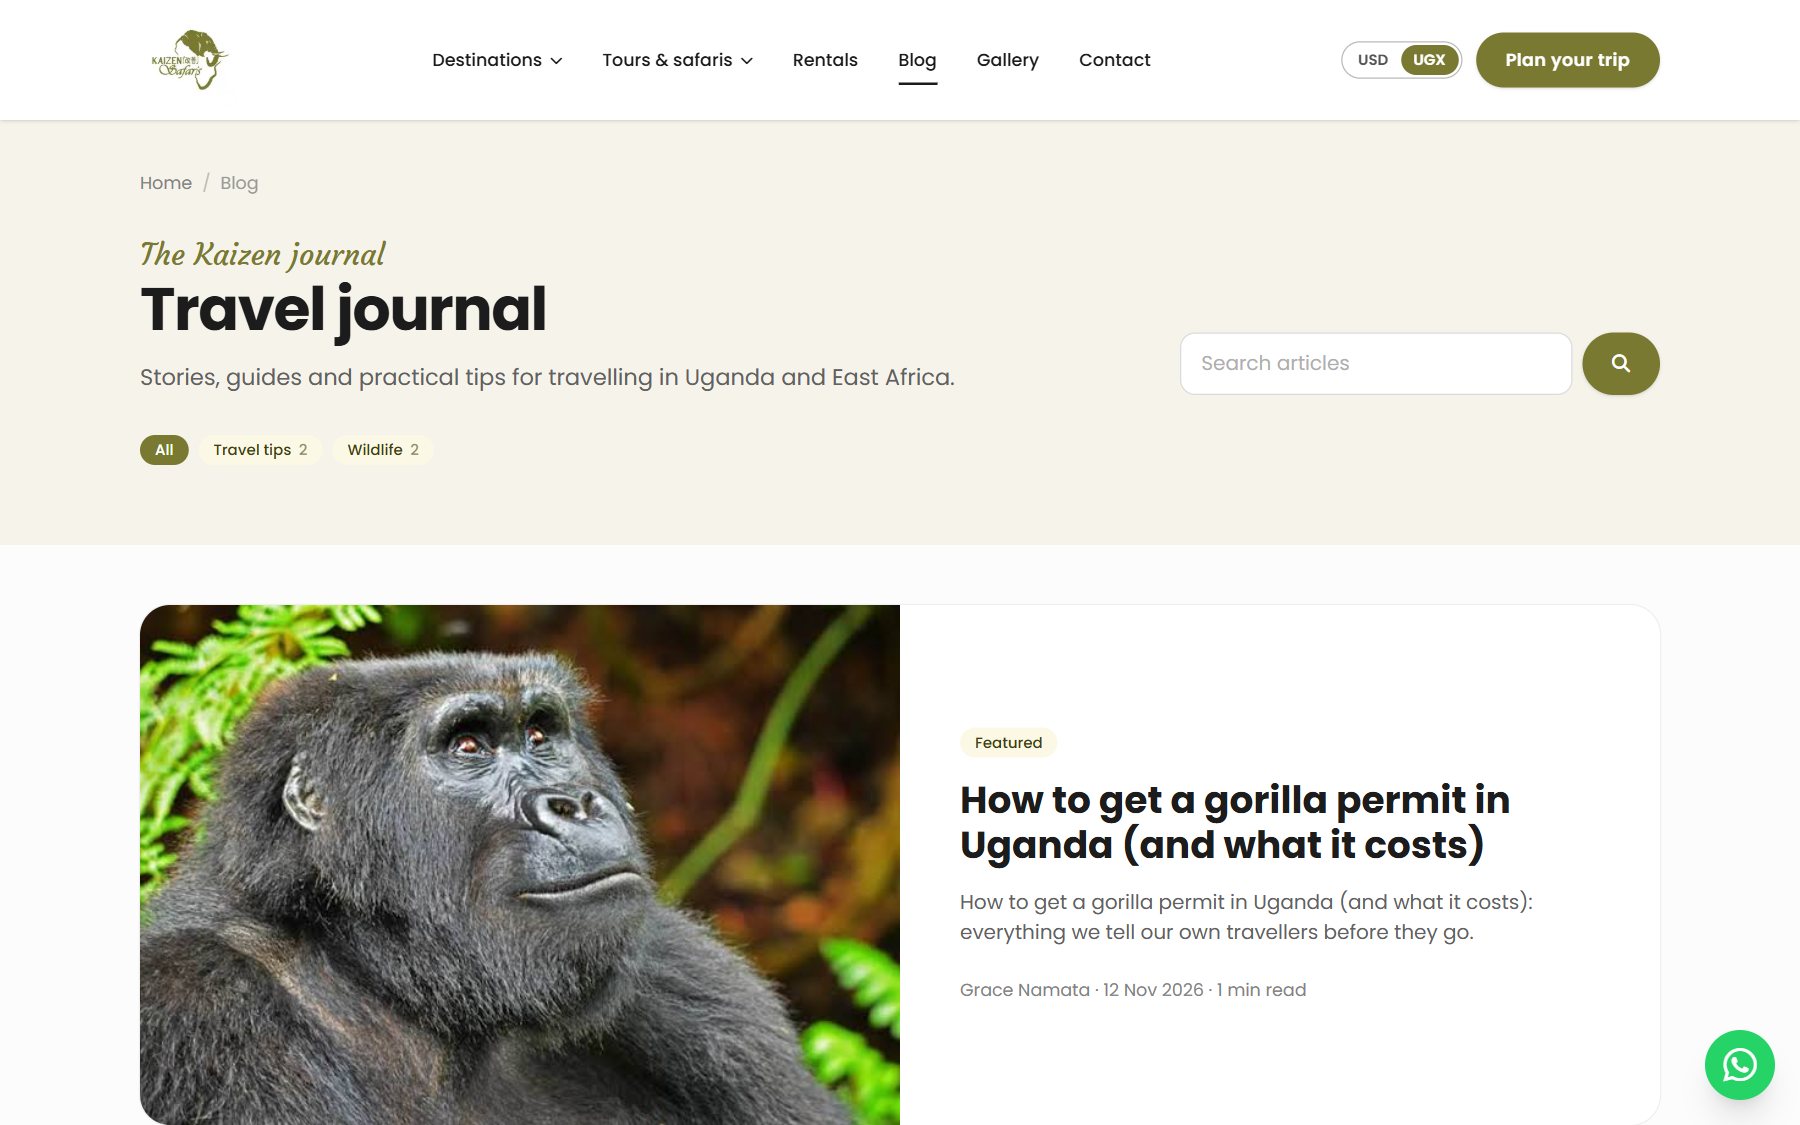 KAIZEN
Safaris
Destinations
Tours & safaris
Rentals
Blog
Gallery
Contact
USD
UGX
Plan your trip
Home / Blog
The Kaizen journal
Travel journal
Stories, guides and practical tips for travelling in Uganda and East Africa.
Search articles
All
Travel tips 2
Wildlife 2
Featured
How to get a gorilla permit in
Uganda (and what it costs)
How to get a gorilla permit in Uganda (and what it costs):
everything we tell our own travellers before they go.
Grace Namata · 12 Nov 2026 · 1 min read